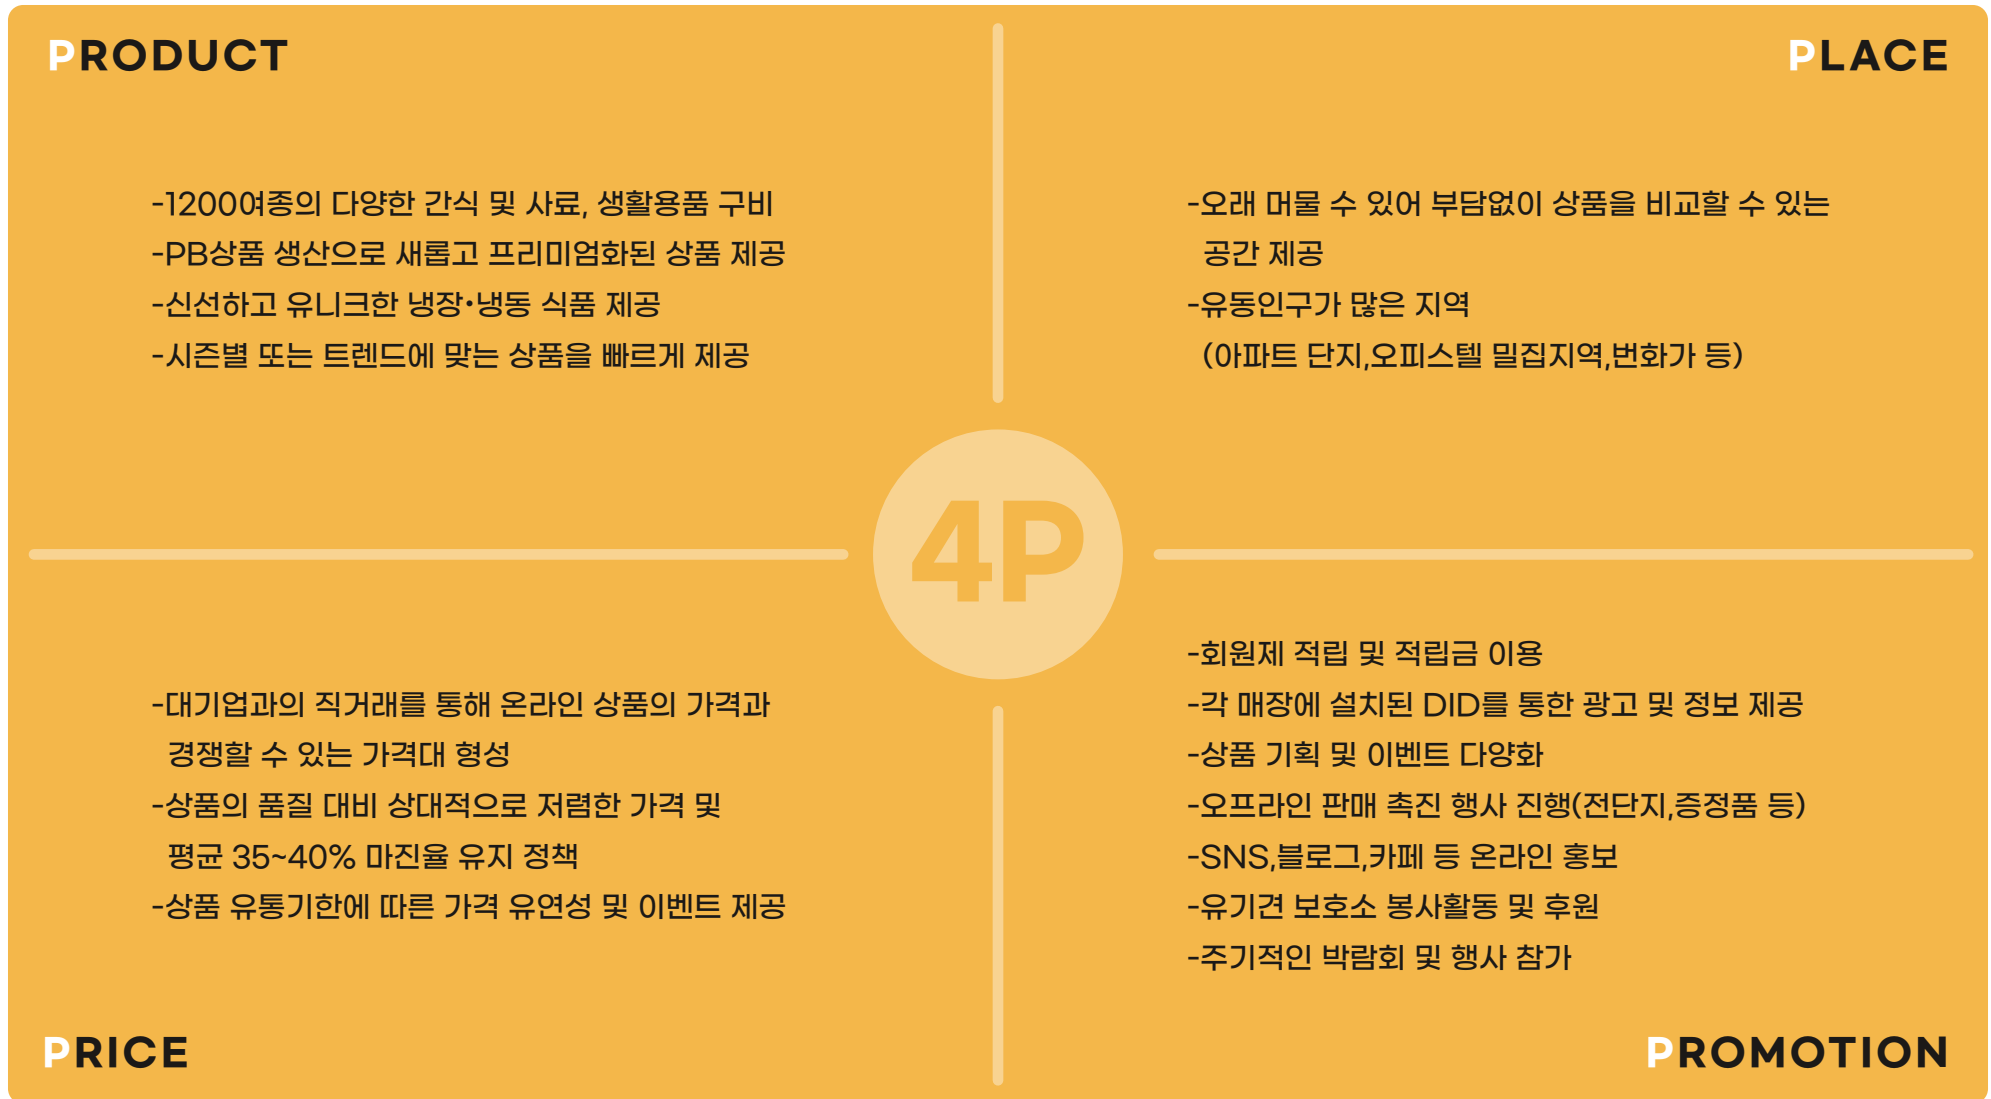 PRODUCT
-1200여종의 다양한 간식 및 사료, 생활용품 구비
-PB상품 생산으로 새롭고 프리미엄화된 상품 제공
-신선하고 유니크한 냉장·냉동 식품 제공
-시즌별 또는 트렌드에 맞는 상품을 빠르게 제공
PLACE
-오래 머물 수 있어 부담없이 상품을 비교할 수 있는
공간 제공
-유동인구가 많은 지역
(아파트 단지,오피스텔 밀집지역,번화가 등)
4P
-대기업과의 직거래를 통해 온라인 상품의 가격과
경쟁할 수 있는 가격대 형성
-상품의 품질 대비 상대적으로 저렴한 가격 및
평균 35~40% 마진율 유지 정책
-상품 유통기한에 따른 가격 유연성 및 이벤트 제공
PRICE
-회원제 적립 및 적립금 이용
-각 매장에 설치된 DID를 통한 광고 및 정보 제공
-상품 기획 및 이벤트 다양화
-오프라인 판매 촉진 행사 진행(전단지,증정품 등)
-SNS,블로그,카페 등 온라인 홍보
-유기견 보호소 봉사활동 및 후원
-주기적인 박람회 및 행사 참가
PROMOTION